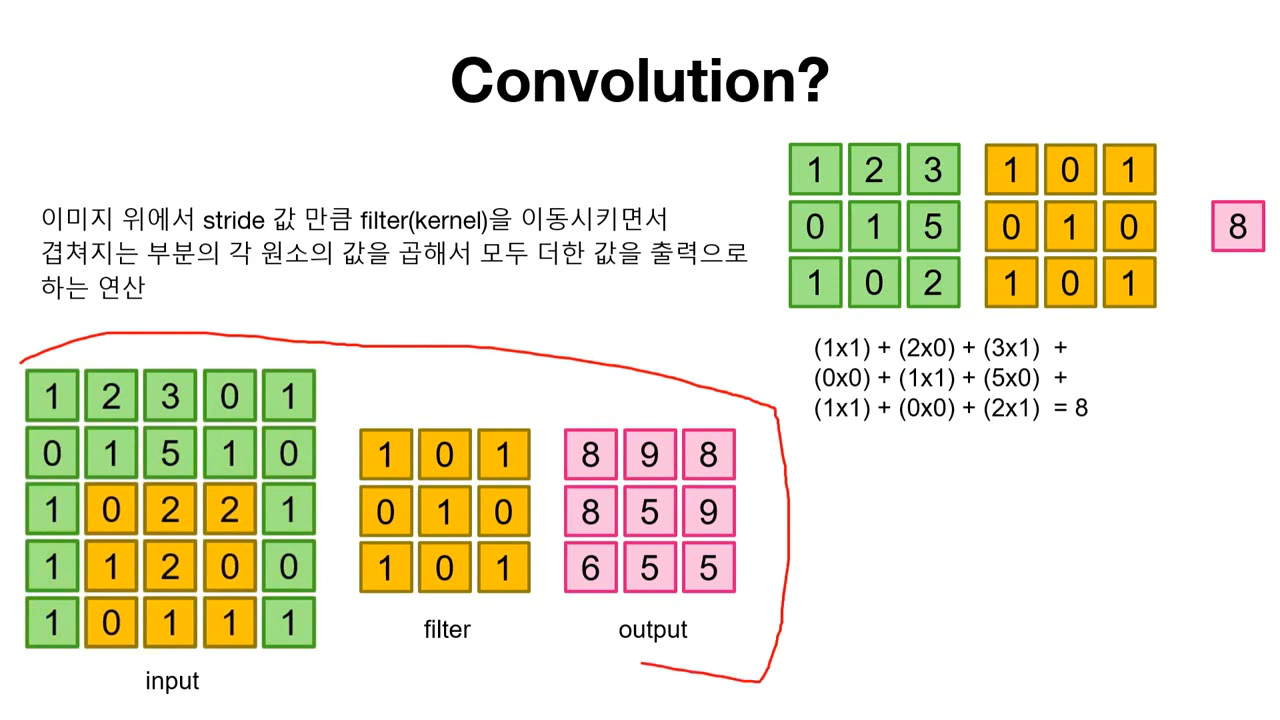 Convolution?
이미지 위에서 stride 값 만큼 filter(kernel)을 이동시키면서
겹쳐지는 부분의 각 원소의 값을 곱해서 모두 더한 값을 출력으로
하는 연산
1 2 3 1 0 1
0 1 5 0 1 0 8
1 0 2 1 0 1
(1x1) + (2x0) + (3x1) +
(0x0) + (1x1) + (5x0) +
(1x1) + (0x0) + (2x1) = 8
1 2 3 0 1
0 1 5 1 0
1 0 2 2 1
1 1 2 0 0
1 0 1 1 1
input
1 0 1
0 1 0
1 0 1
filter
8 9 8
8 5 9
6 5 5
output